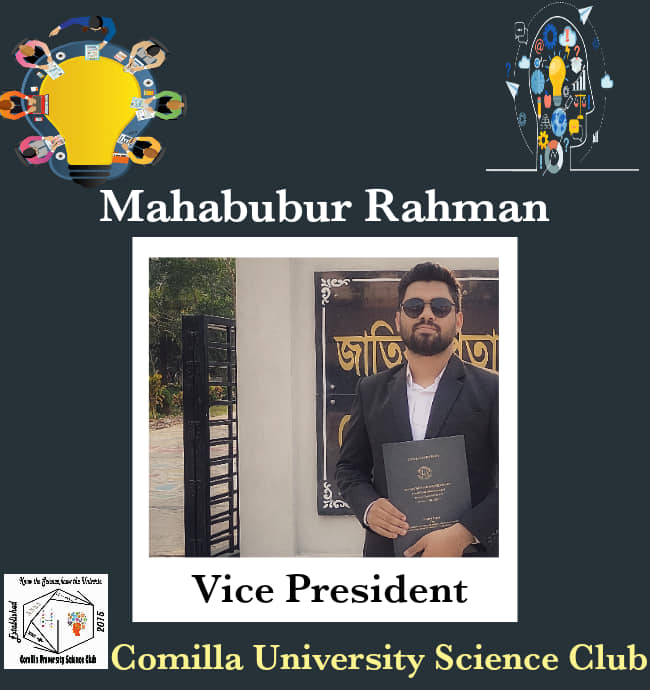 Mahabubur Rahman
জাতি
Vice President
Know the Science, know the Universe
Established
2015
Comilla University Science Club
Comilla University Science Club